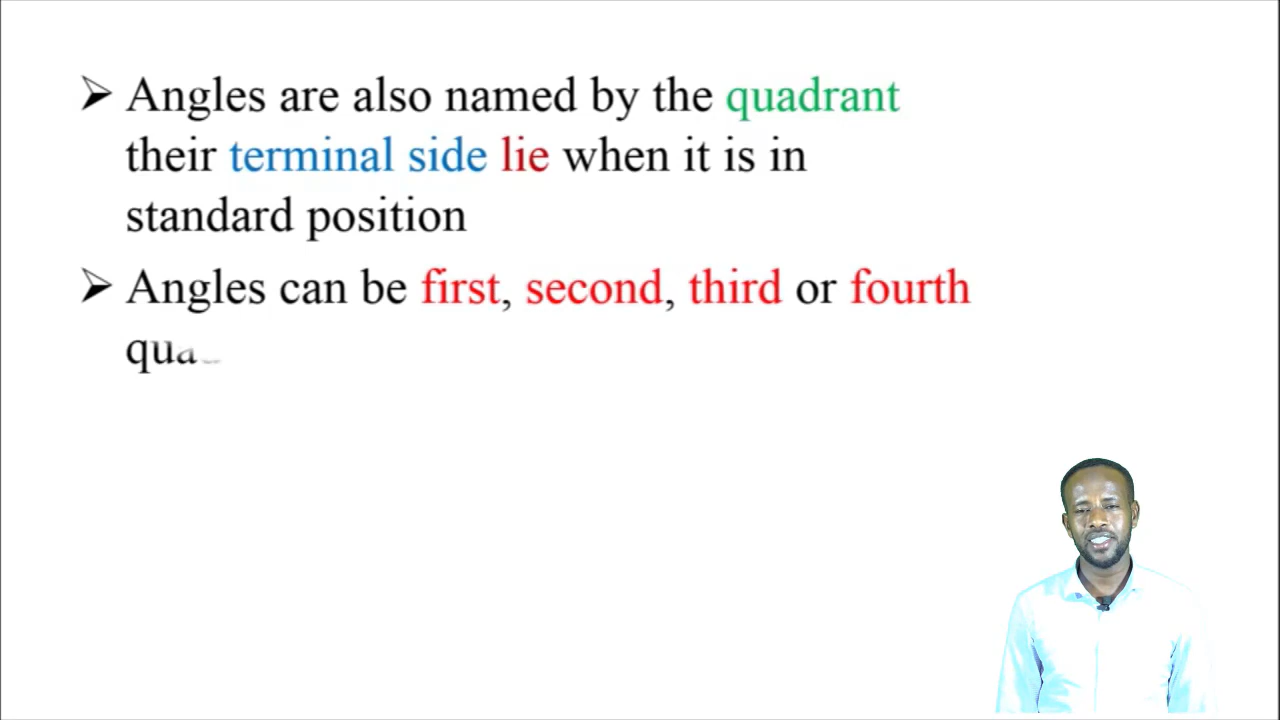 ➢ Angles are also named by the quadrant
their terminal side lie when it is in
standard position
➢ Angles can be first, second, third or fourth